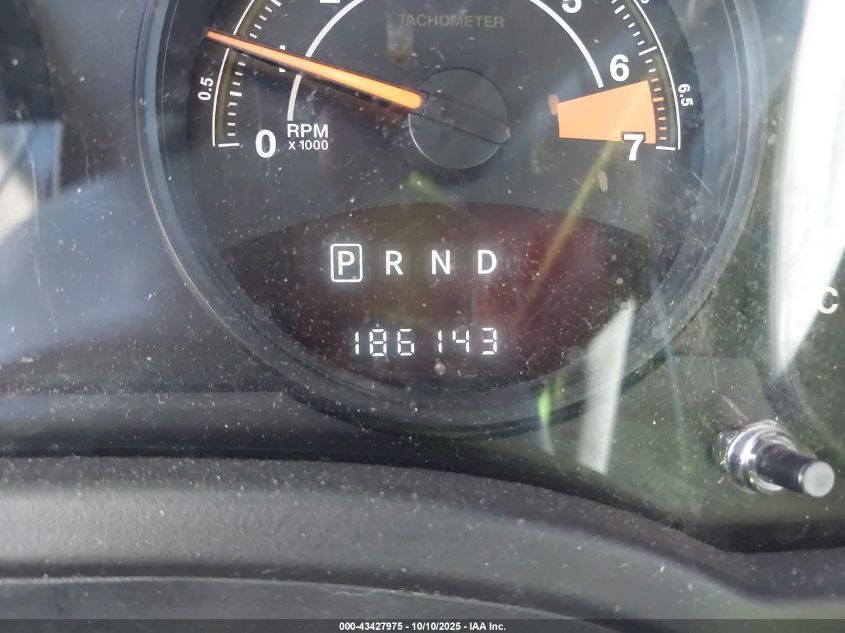 TACHOMETER
5
6
6.5
7
0.5
0
RPM
x 1000
P R N D
186143
C
000-43427975 - 10/10/2025 - IAA Inc.